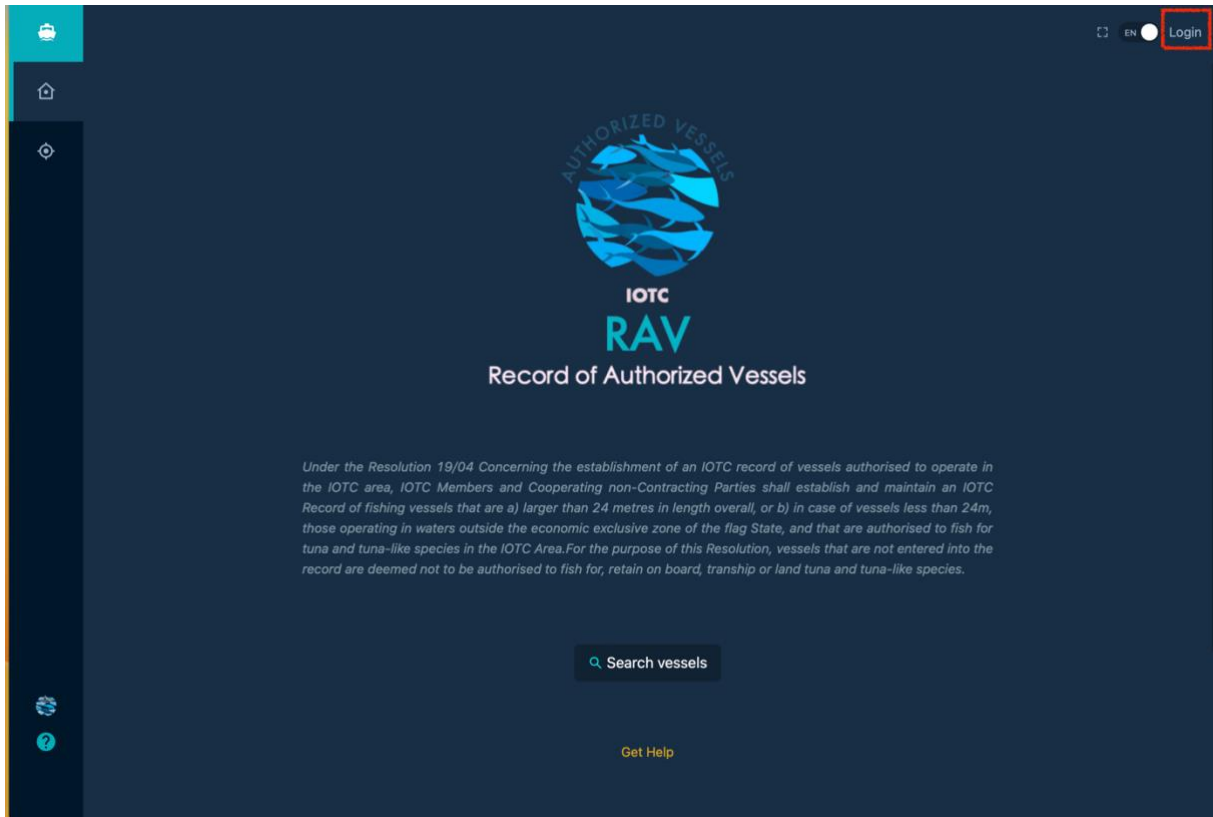 EN
Login
AUTHORIZED VESSELS
IOTC
RAV
Record of Authorized Vessels
Under the Resolution 19/04 Concerning the establishment of an IOTC record of vessels authorised to operate in
the IOTC area, IOTC Members and Cooperating non-Contracting Parties shall establish and maintain an IOTC
Record of fishing vessels that are a) larger than 24 metres in length overall, or b) in case of vessels less than 24m,
those operating in waters outside the economic exclusive zone of the flag State, and that are authorised to fish for
tuna and tuna-like species in the IOTC Area.For the purpose of this Resolution, vessels that are not entered into the
record are deemed not to be authorised to fish for, retain on board, tranship or land tuna and tuna-like species.
Search vessels
Get Help